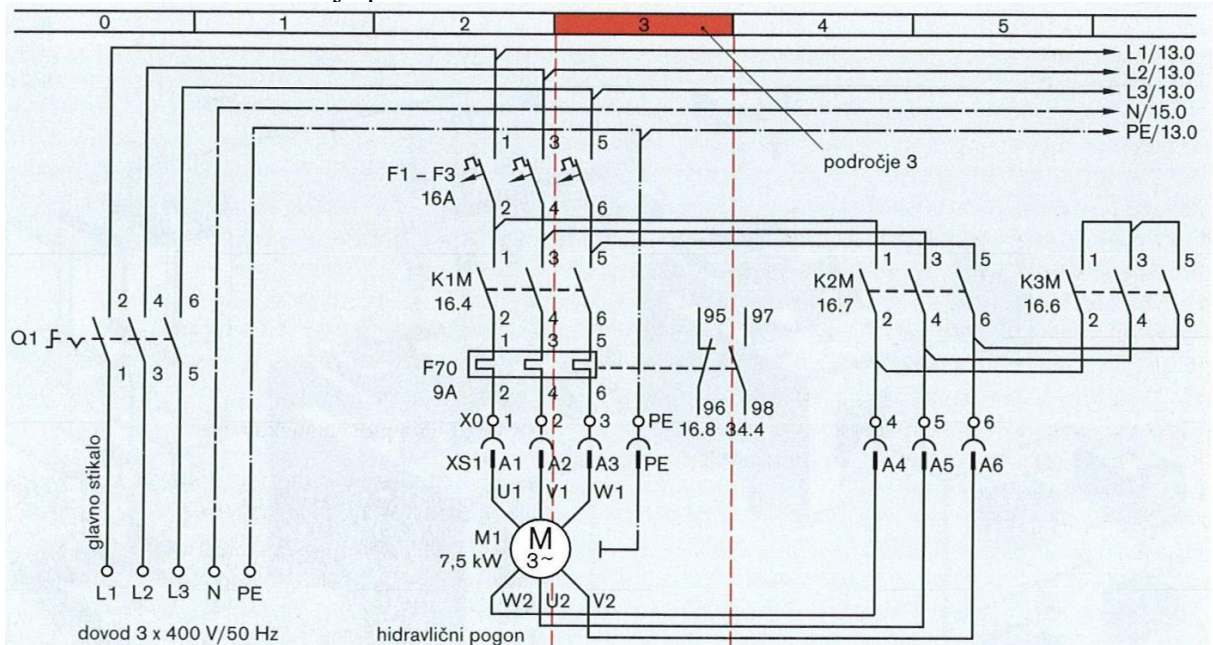 0 1 2 3 4 5
L1/13.0
L2/13.0
L3/13.0
N/15.0
PE/13.0
področje 3
1 3 5
F1 – F3
16A
2 4 6
1 3 5
K1M
16.4
2 4 6
1 3 5
F70
9A
2 4 6
X0 1 2 3 PE
XS1 A1 A2 A3 PE
U1 V1 W1
M1
7,5 kW
M
3~
W2 U2 V2
hidravlični pogon
2 4 6
Q1
1 3 5
glavno stikalo
L1 L2 L3 N PE
dovod 3 x 400 V/50 Hz
95 97
96 98
16.8 34.4
1 3 5
K2M
16.7
2 4 6
1 3 5
K3M
16.6
2 4 6
4 5 6
A4 A5 A6